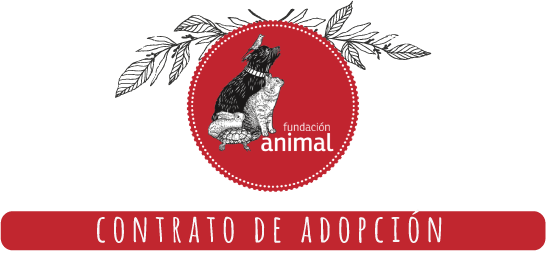 fundación
animal
CONTRATO DE ADOPCIÓN